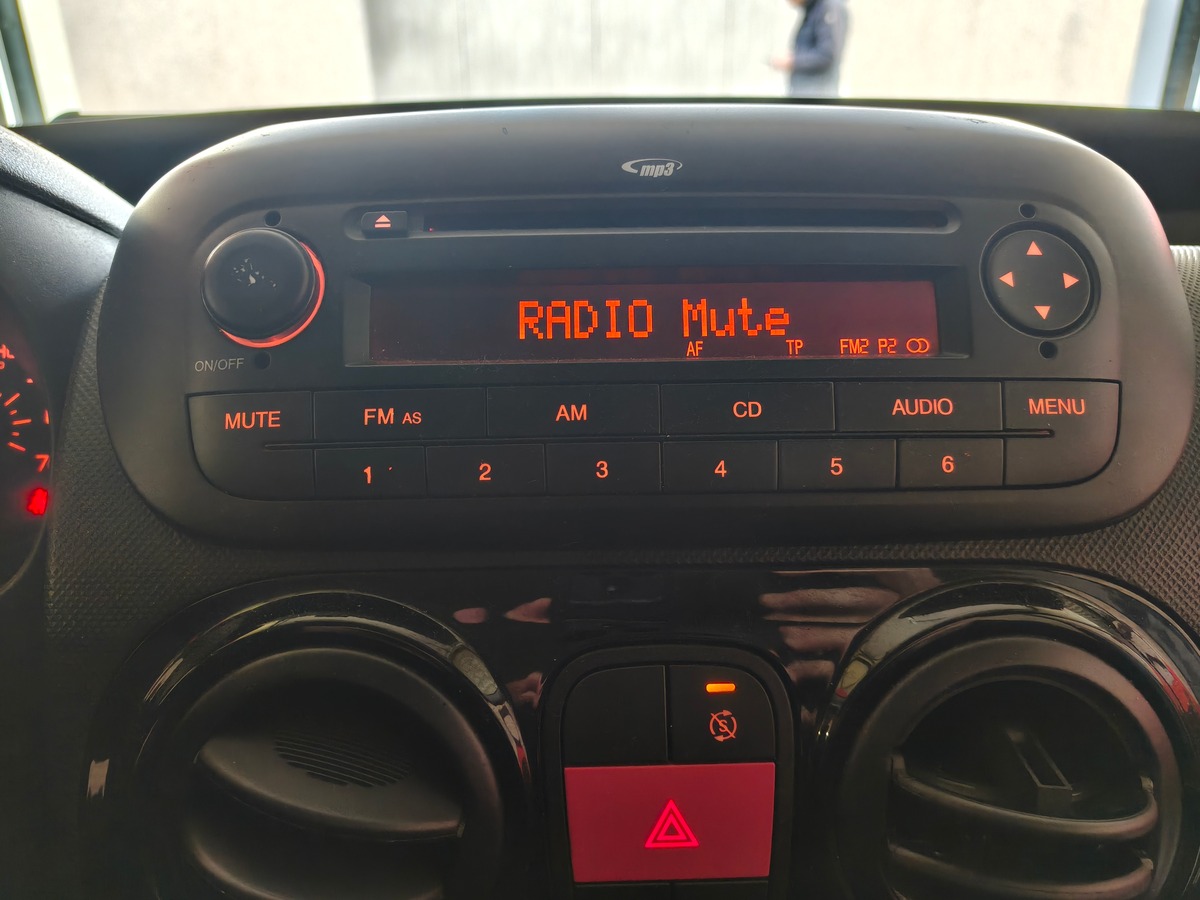 mp3
RADIO Mute
AF TP FM2 P2
ON/OFF
MUTE FM AS AM CD AUDIO MENU
1 2 3 4 5 6
7
S